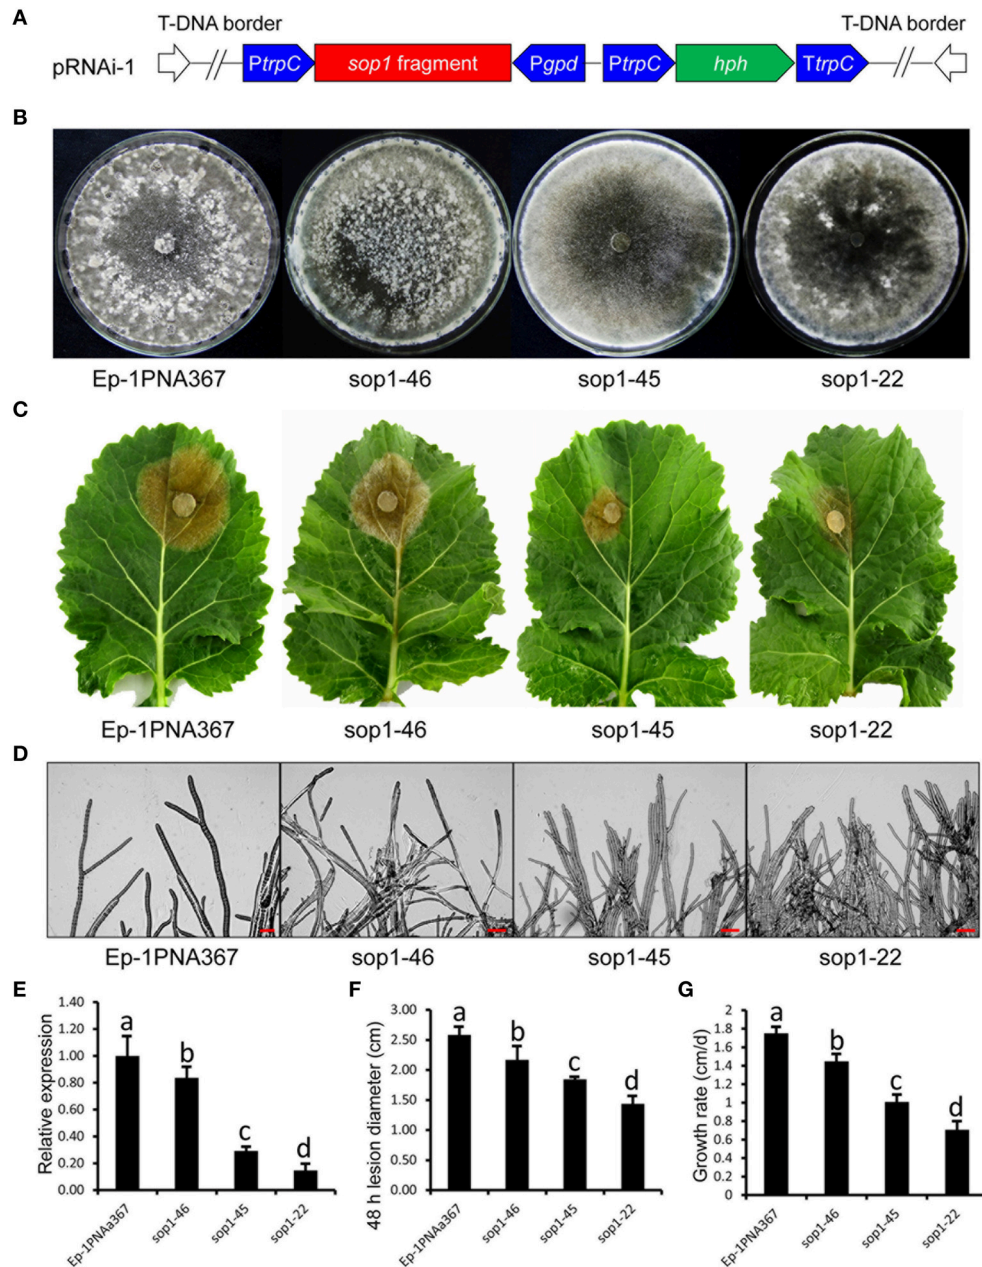 A
T-DNA border
T-DNA border
pRNAi-1
PtrpC
sop1 fragment
Pgpd
PtrpC
hph
TtrpC
B
Ep-1PNA367
sop1-46
sop1-45
sop1-22
C
Ep-1PNA367
sop1-46
sop1-45
sop1-22
D
Ep-1PNA367
sop1-46
sop1-45
sop1-22
E
Relative expression
1.40
1.20
1.00
0.80
0.60
0.40
0.20
0.00
a
b
c
d
Ep-1PNAa367
sop1-46
sop1-45
sop1-22
F
48 h lesion diameter (cm)
3.00
2.50
2.00
1.50
1.00
0.50
0.00
a
b
c
d
Ep-1PNAa367
sop1-46
sop1-45
sop1-22
G
Growth rate (cm/d)
2
1.8
1.6
1.4
1.2
1
0.8
0.6
0.4
0.2
0
a
b
c
d
Ep-1PNA367
sop1-46
sop1-45
sop1-22